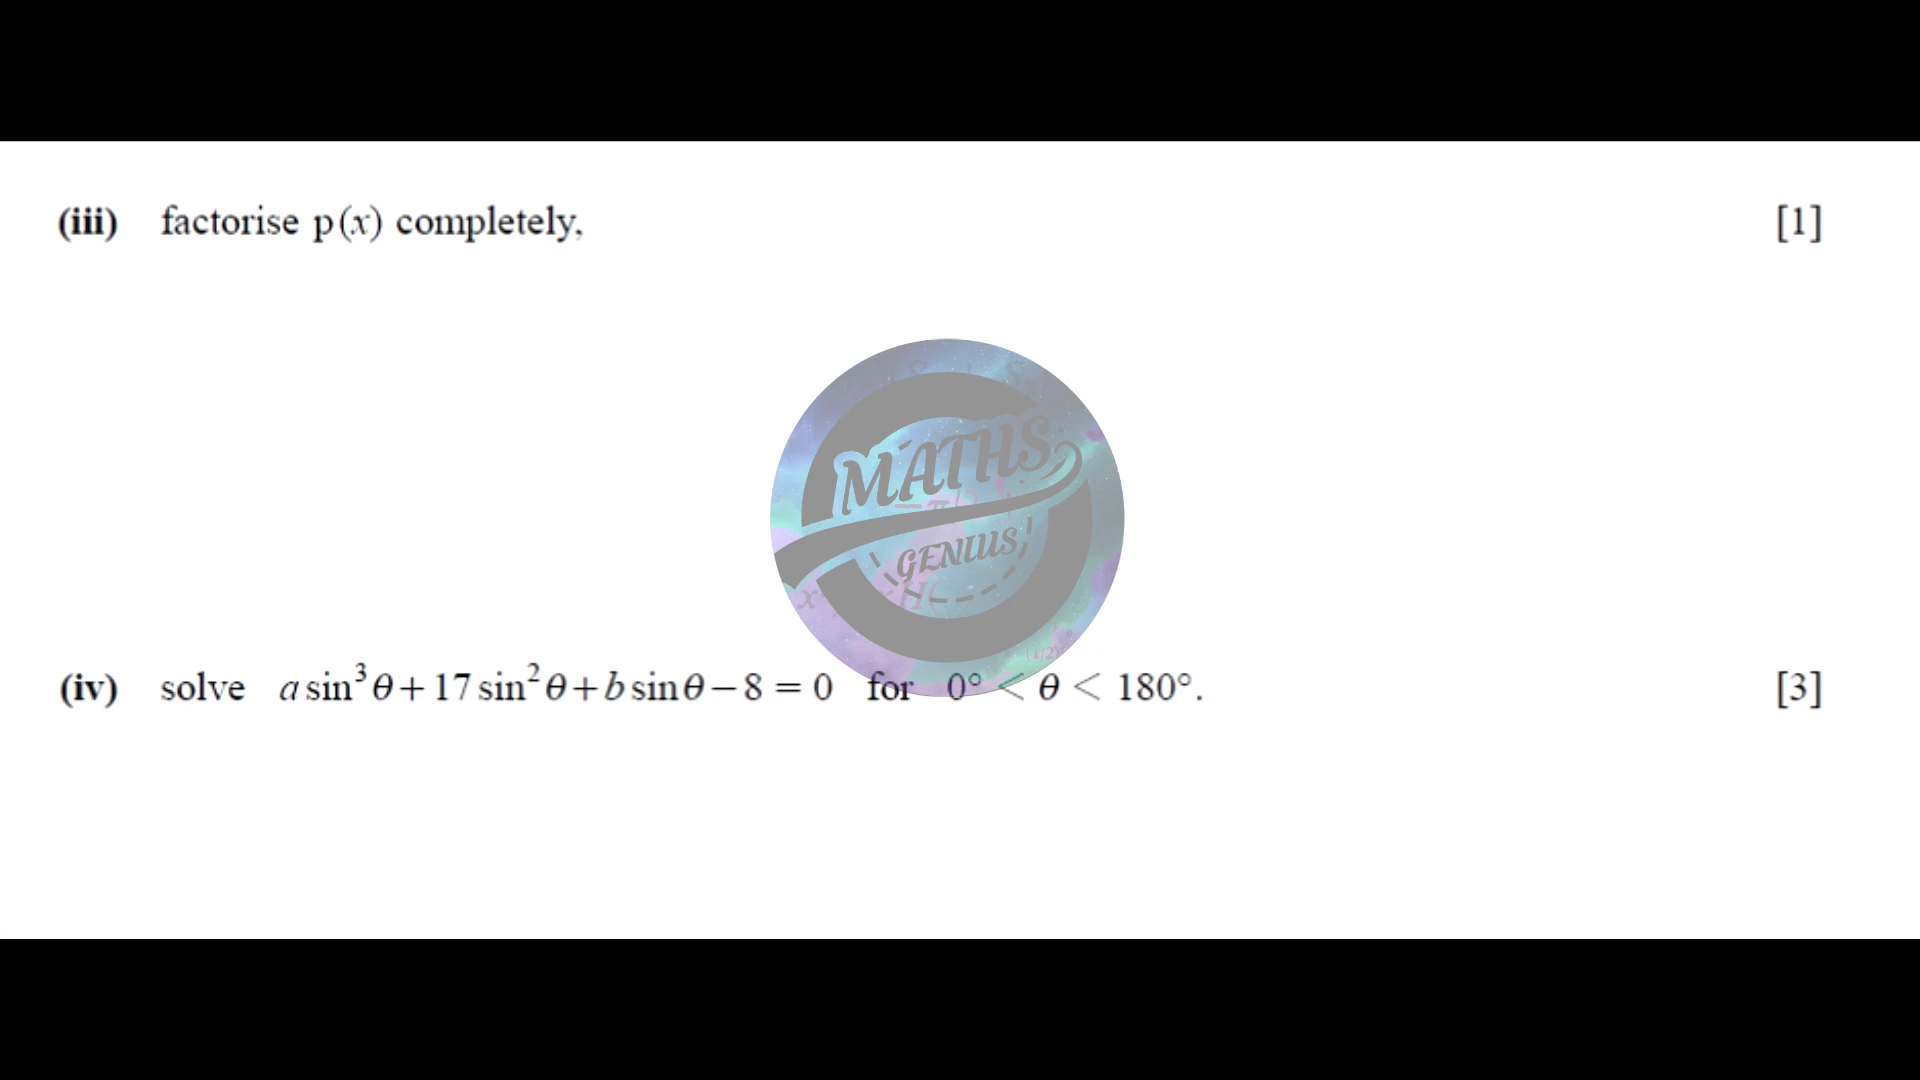 (iii) factorise p(x) completely, [1]
MATHS
GENIUS
(iv) solve a sin³θ + 17 sin²θ + b sinθ − 8 = 0 for 0° < θ < 180°. [3]